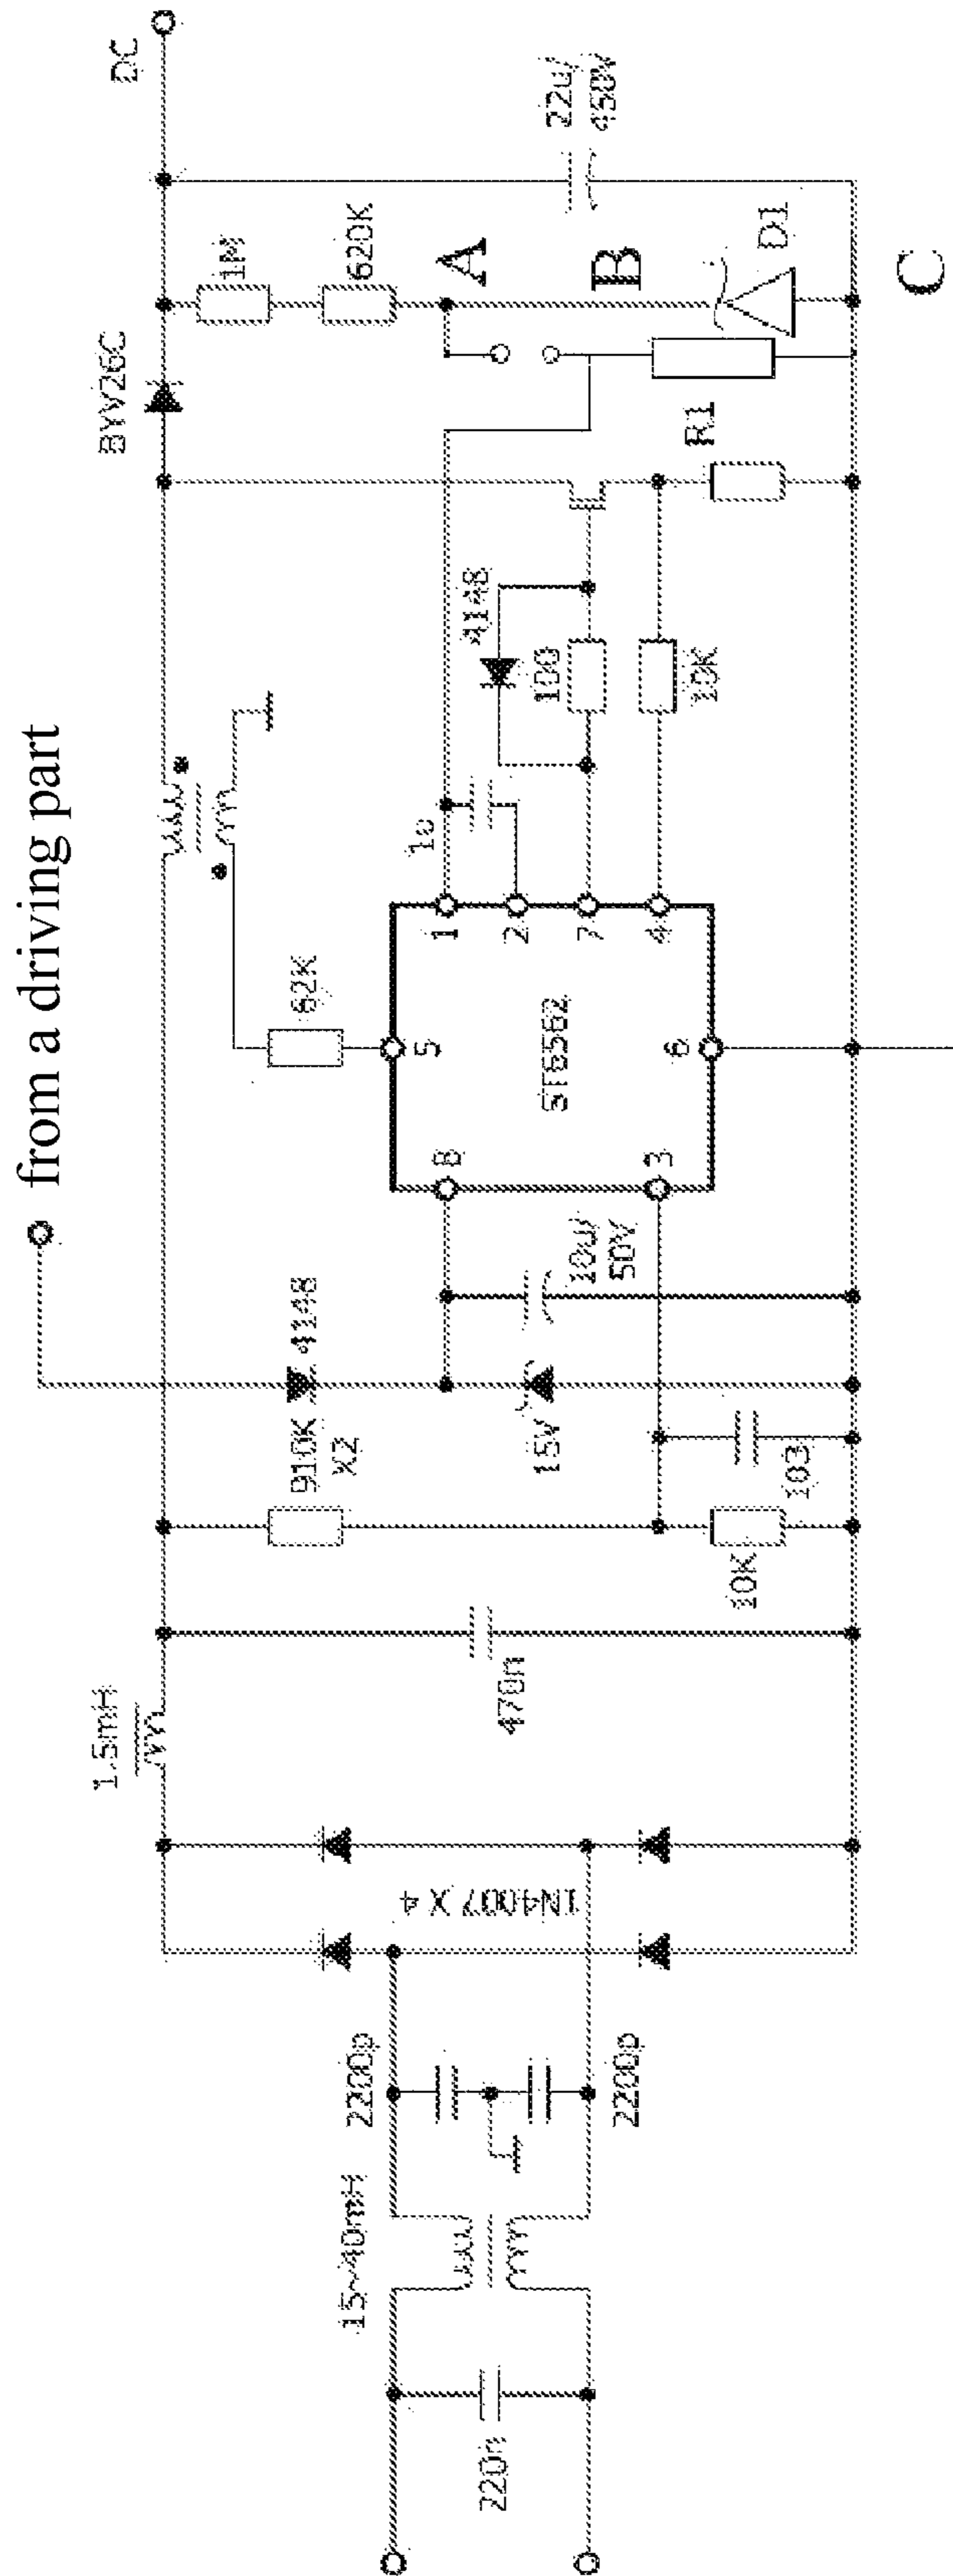 from a driving part
DC
BYV26C
1M
620K
22u/
450V
A
B
C
D1
R1
4148
100
10K
1u
62K
ST6562
1
2
7
4
5
6
8
3
10u/
50V
4148
15V
910K
X2
103
10K
1.5mH
470n
1N4007 X 4
2200p
2200p
15~40mH
220n